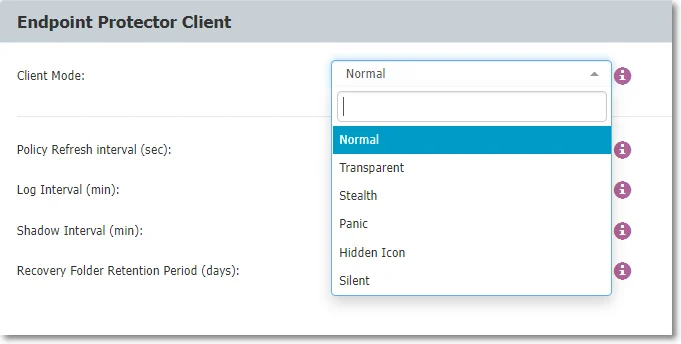 Endpoint Protector Client
Client Mode:
Normal
Normal
Transparent
Stealth
Panic
Hidden Icon
Silent
Policy Refresh interval (sec):
Log Interval (min):
Shadow Interval (min):
Recovery Folder Retention Period (days):